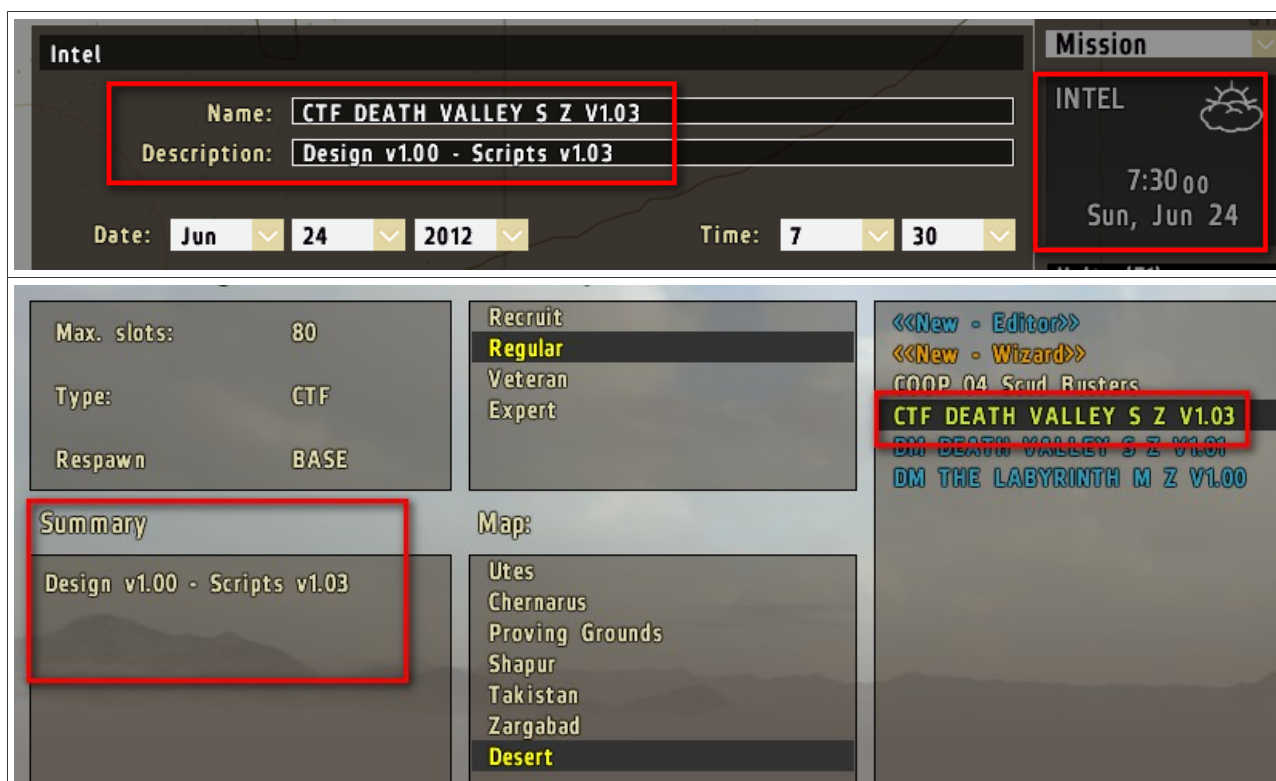 Intel
Name: CTF DEATH VALLEY S Z V1.03
Description: Design v1.00 - Scripts v1.03
Date: Jun 24 2012 Time: 7 30
Mission
INTEL
7:30 00
Sun, Jun 24
Max. slots: 80
Type: CTF
Respawn BASE
Summary
Design v1.00 - Scripts v1.03
Recruit
Regular
Veteran
Expert
Map:
Utes
Chernarus
Proving Grounds
Shapur
Takistan
Zargabad
Desert
<<New - Editor>>
<<New - Wizard>>
COOP 04 Scud Busters
CTF DEATH VALLEY S Z V1.03
DM DEATH VALLEY S Z V1.01
DM THE LABYRINTH M Z V1.00